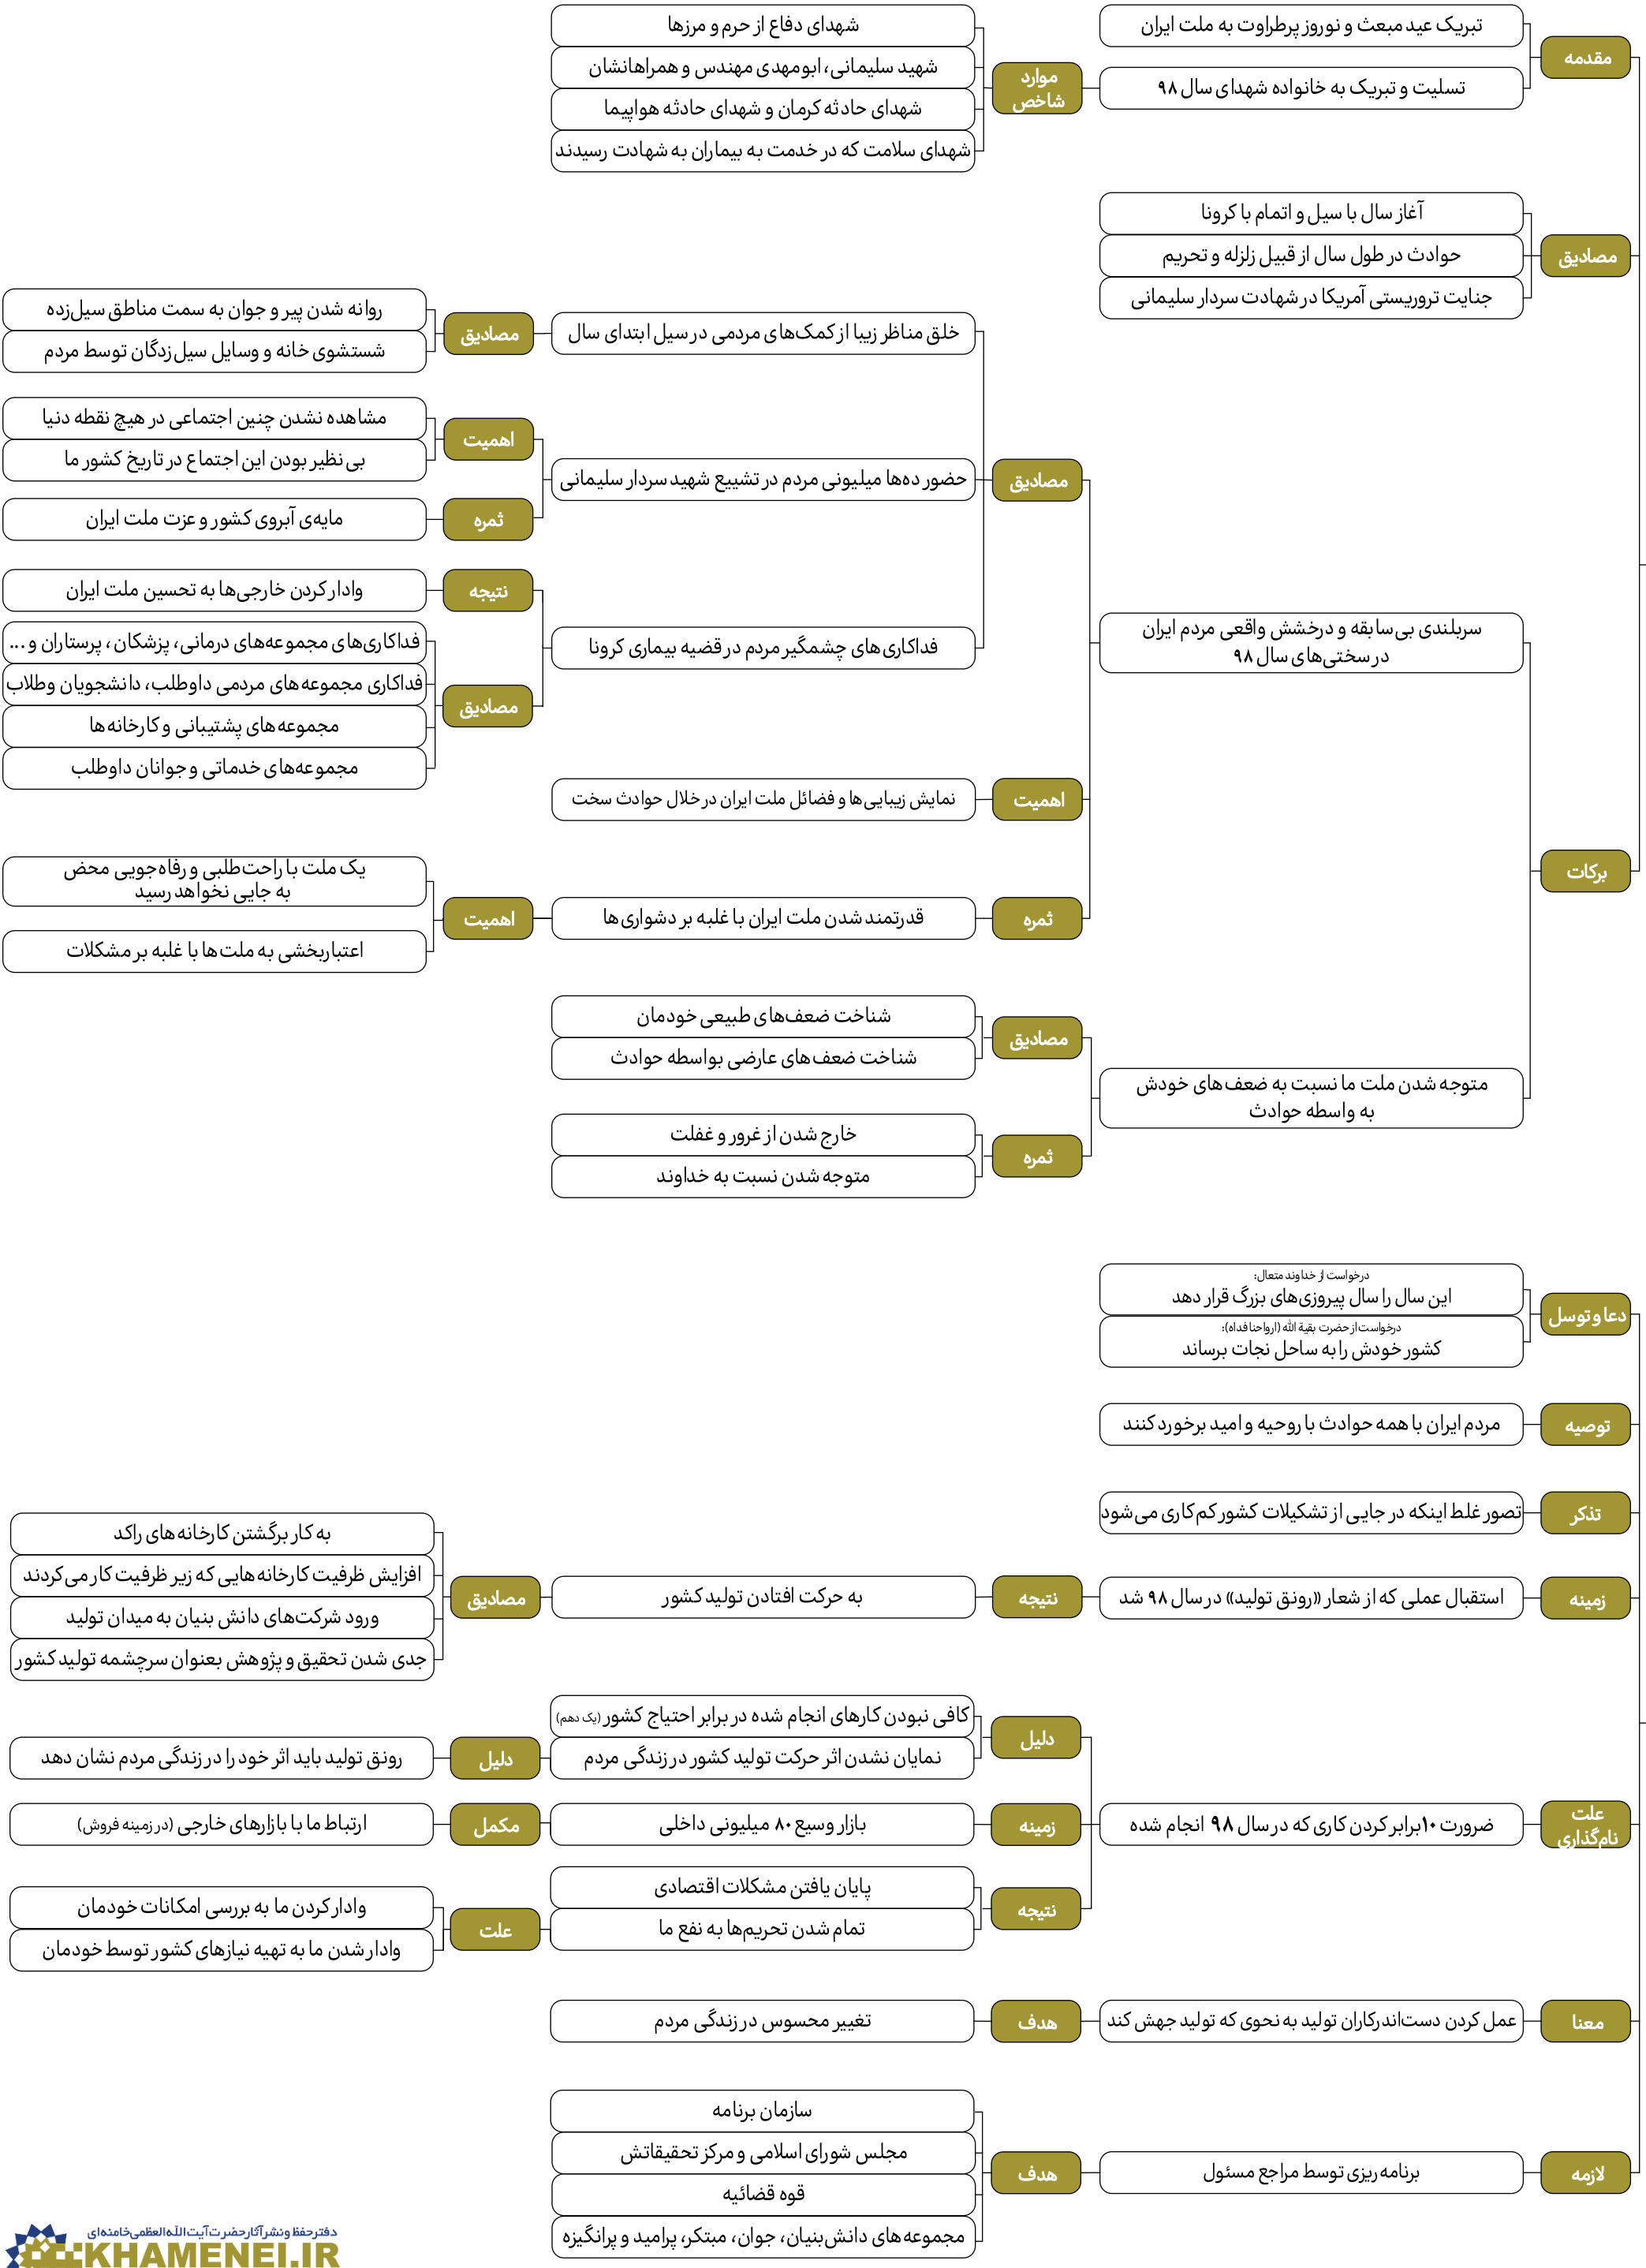 مقدمه
تبریک عید مبعث و نوروز پرطراوت به ملت ایران
تسلیت و تبریک به خانواده شهدای سال ۹۸
موارد
شاخص
شهدای دفاع از حرم و مرزها
شهید سلیمانی، ابومهدی مهندس و همراهانشان
شهدای حادثه کرمان و شهدای حادثه هواپیما
شهدای سلامت که در خدمت به بیماران به شهادت رسیدند
مصادیق
آغاز سال با سیل و اتمام با کرونا
حوادث در طول سال از قبیل زلزله و تحریم
جنایت تروریستی آمریکا در شهادت سردار سلیمانی
برکات
سربلندی بی‌سابقه و درخشش واقعی مردم ایران
در سختی‌های سال ۹۸
مصادیق
خلق مناظر زیبا از کمک‌های مردمی در سیل ابتدای سال
مصادیق
روانه شدن پیر و جوان به سمت مناطق سیل‌زده
شستشوی خانه و وسایل سیل‌زدگان توسط مردم
حضور ده‌ها میلیونی مردم در تشییع شهید سردار سلیمانی
اهمیت
مشاهده نشدن چنین اجتماعی در هیچ نقطه دنیا
بی‌نظیر بودن این اجتماع در تاریخ کشور ما
ثمره
مایه‌ی آبروی کشور و عزت ملت ایران
فداکاری‌های چشمگیر مردم در قضیه بیماری کرونا
نتیجه
وادار کردن خارجی‌ها به تحسین ملت ایران
مصادیق
فداکاری‌های مجموعه‌های درمانی، پزشکان، پرستاران و...
فداکاری مجموعه‌های مردمی داوطلب، دانشجویان وطلاب
مجموعه‌های پشتیبانی و کارخانه‌ها
مجموعه‌های خدماتی و جوانان داوطلب
اهمیت
نمایش زیبایی‌ها و فضائل ملت ایران در خلال حوادث سخت
ثمره
قدرتمند شدن ملت ایران با غلبه بر دشواری‌ها
اهمیت
یک ملت با راحت‌طلبی و رفاه‌جویی محض
به جایی نخواهد رسید
اعتباربخشی به ملت‌ها با غلبه بر مشکلات
متوجه شدن ملت ما نسبت به ضعف‌های خودش
به واسطه حوادث
مصادیق
شناخت ضعف‌های طبیعی خودمان
شناخت ضعف‌های عارضی بواسطه حوادث
ثمره
خارج شدن از غرور و غفلت
متوجه شدن نسبت به خداوند
دعا و توسل
درخواست از خداوند متعال:
این سال را سال پیروزی‌های بزرگ قرار دهد
درخواست از حضرت بقیة الله (ارواحنا فداه):
کشور خودش را به ساحل نجات برساند
توصیه
مردم ایران با همه حوادث با روحیه و امید برخورد کنند
تذکر
تصور غلط اینکه در جایی از تشکیلات کشور کم‌کاری می‌شود
زمینه
استقبال عملی که از شعار «رونق تولید» در سال ۹۸ شد
نتیجه
به حرکت افتادن تولید کشور
مصادیق
به کار برگشتن کارخانه‌های راکد
افزایش ظرفیت کارخانه‌هایی که زیر ظرفیت کار می‌کردند
ورود شرکت‌های دانش بنیان به میدان تولید
جدی شدن تحقیق و پژوهش بعنوان سرچشمه تولید کشور
علت
نام‌گذاری
ضرورت ۱۰برابر کردن کاری که در سال ۹۸ انجام شده
دلیل
کافی نبودن کارهای انجام شده در برابر احتیاج کشور (یک دهم)
نمایان نشدن اثر حرکت تولید کشور در زندگی مردم
دلیل
رونق تولید باید اثر خود را در زندگی مردم نشان دهد
زمینه
بازار وسیع ۸۰ میلیونی داخلی
مکمل
ارتباط ما با بازارهای خارجی (در زمینه فروش)
نتیجه
پایان یافتن مشکلات اقتصادی
تمام شدن تحریم‌ها به نفع ما
علت
وادار کردن ما به بررسی امکانات خودمان
وادار شدن ما به تهیه نیازهای کشور توسط خودمان
معنا
عمل کردن دست‌اندرکاران تولید به نحوی که تولید جهش کند
هدف
تغییر محسوس در زندگی مردم
لازمه
برنامه‌ریزی توسط مراجع مسئول
هدف
سازمان برنامه
مجلس شورای اسلامی و مرکز تحقیقاتش
قوه قضائیه
مجموعه‌های دانش‌بنیان، جوان، مبتکر، پرامید و پرانگیزه
دفتر حفظ و نشر آثار حضرت آیت‌الله‌العظمی خامنه‌ای
KHAMENEI.IR